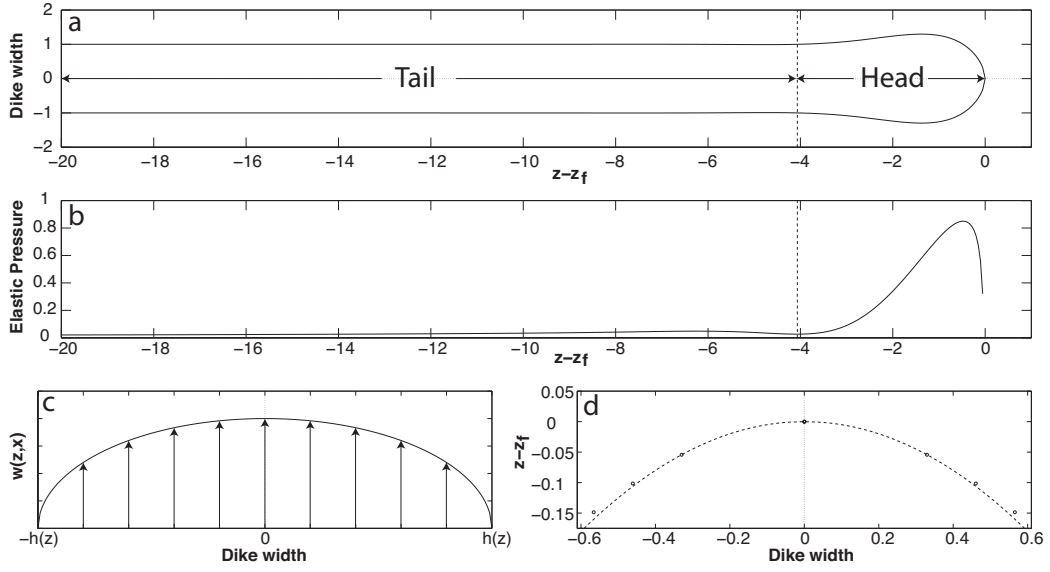 a
Dike width
2
1
0
−1
−2
Tail
Head
−20
−18
−16
−14
−12
−10
−8
−6
−4
−2
0
z−zf
b
Elastic Pressure
1
0.8
0.6
0.4
0.2
0
−20
−18
−16
−14
−12
−10
−8
−6
−4
−2
0
z−zf
c
w(z,x)
−h(z)
0
h(z)
Dike width
d
z−zf
0.05
0
−0.05
−0.1
−0.15
−0.6
−0.4
−0.2
0
0.2
0.4
0.6
Dike width